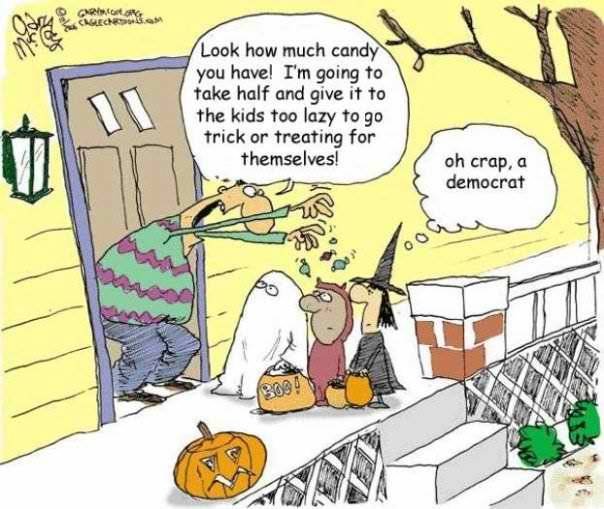 Look how much candy
you have! I'm going to
take half and give it to
the kids too lazy to go
trick or treating for
themselves!
oh crap, a
democrat
BOO!